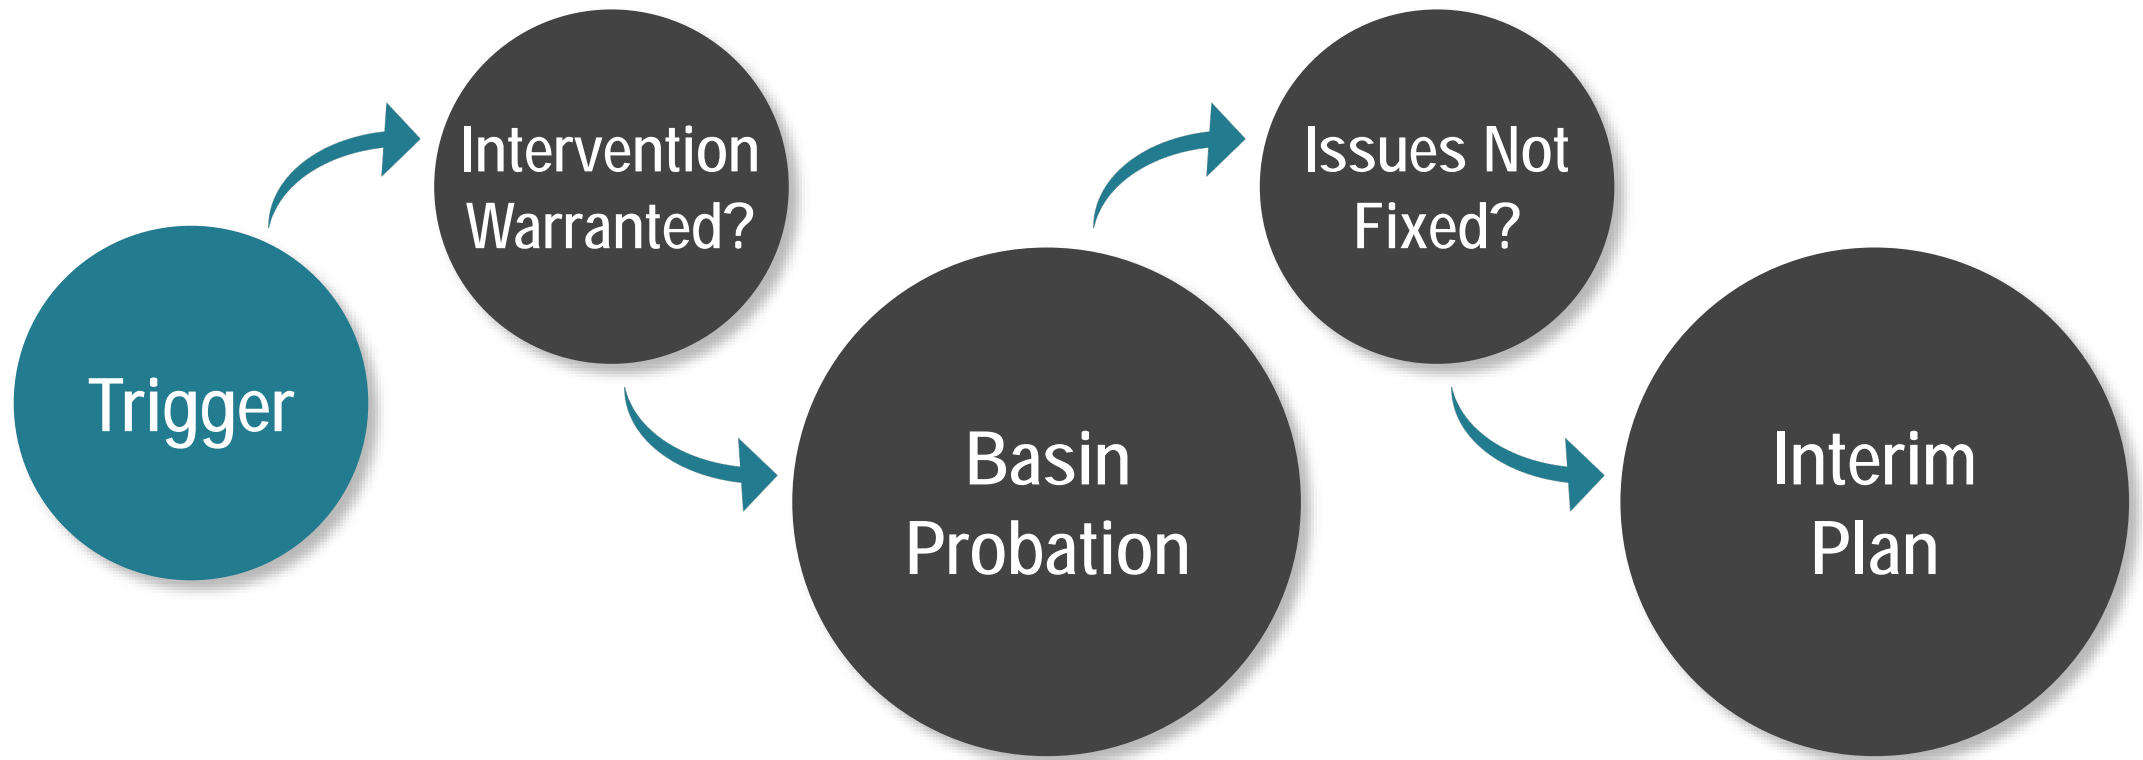 Trigger
Intervention
Warranted?
Basin
Probation
Issues Not
Fixed?
Interim
Plan